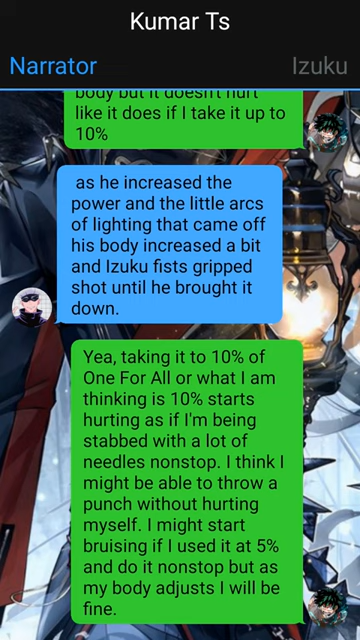 Kumar Ts
Narrator
Izuku
body but it doesn't hurt
like it does if I take it up to
10%
as he increased the
power and the little arcs
of lighting that came off
his body increased a bit
and Izuku fists gripped
shot until he brought it
down.
Yea, taking it to 10% of
One For All or what I am
thinking is 10% starts
hurting as if I'm being
stabbed with a lot of
needles nonstop. I think I
might be able to throw a
punch without hurting
myself. I might start
bruising if I used it at 5%
and do it nonstop but as
my body adjusts I will be
fine.